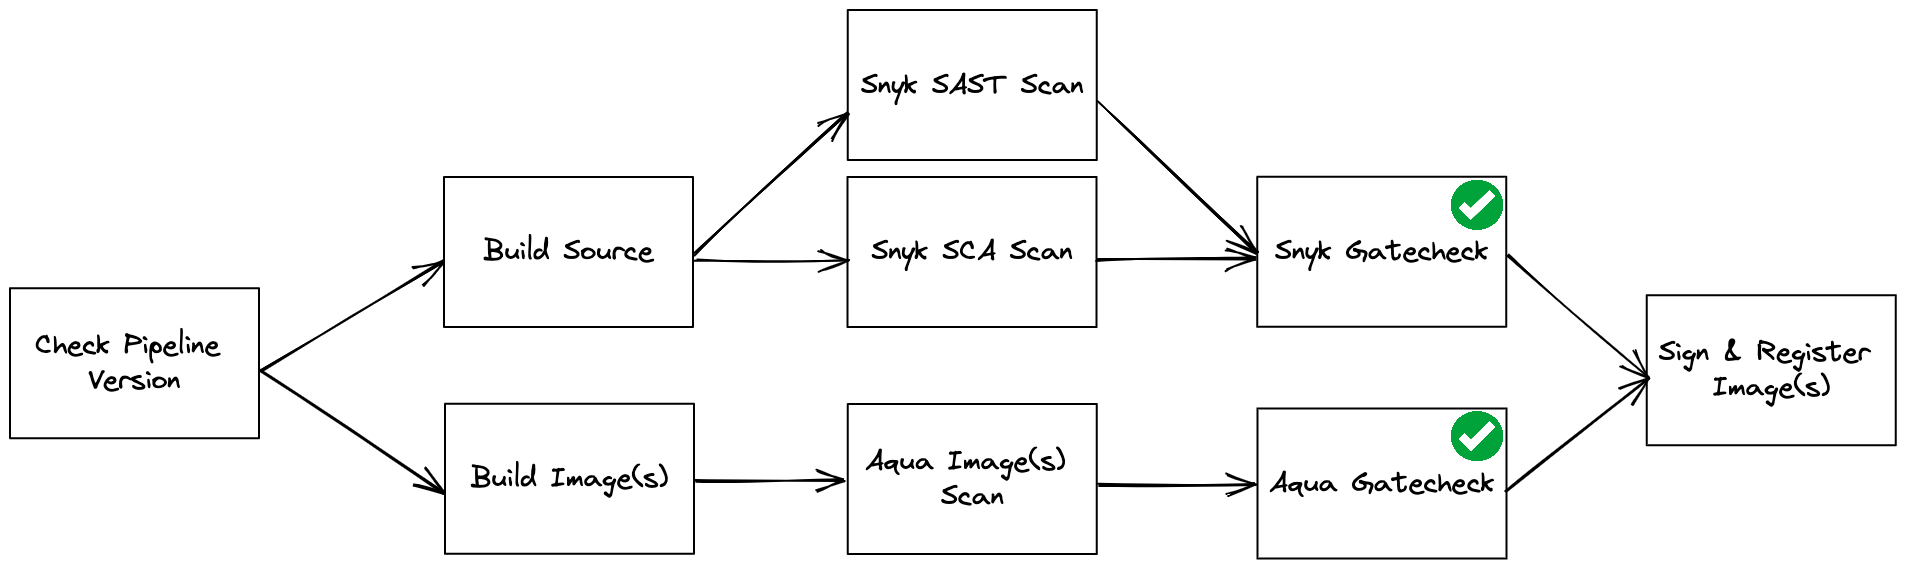 Check Pipeline
Version
Build Source
Build Image(s)
Snyk SAST Scan
Snyk SCA Scan
Aqua Image(s)
Scan
Snyk Gatecheck
Aqua Gatecheck
Sign & Register
Image(s)